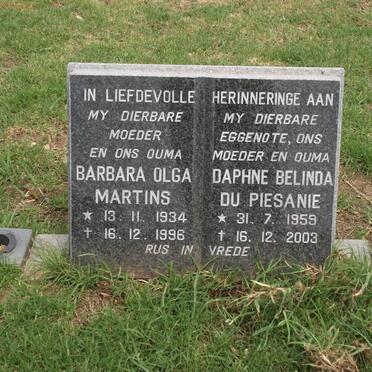 IN LIEFDEVOLLE HERINNERINGE AAN
MY DIERBARE
MOEDER
EN ONS OUMA
BARBARA OLGA
MARTINS
★ 13. 11. 1934
✝ 16. 12. 1996
MY DIERBARE
EGGENOTE, ONS
MOEDER EN OUMA
DAPHNE BELINDA
DU PIESANIE
★ 31. 7. 1959
✝ 16. 12. 2003
RUS IN VREDE